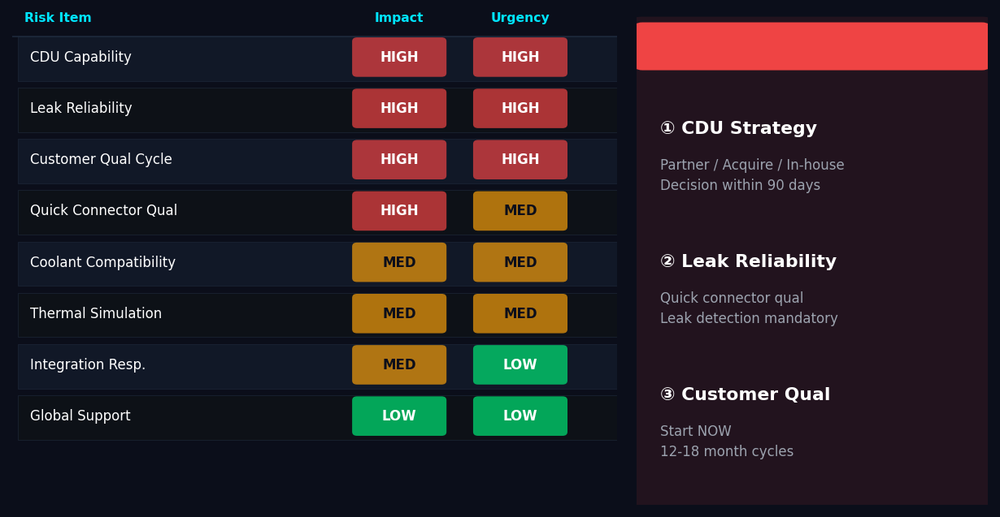 Risk Item Impact Urgency
CDU Capability HIGH HIGH
Leak Reliability HIGH HIGH
Customer Qual Cycle HIGH HIGH
Quick Connector Qual HIGH MED
Coolant Compatibility MED MED
Thermal Simulation MED MED
Integration Resp. MED LOW
Global Support LOW LOW
① CDU Strategy
Partner / Acquire / In-house
Decision within 90 days
② Leak Reliability
Quick connector qual
Leak detection mandatory
③ Customer Qual
Start NOW
12-18 month cycles